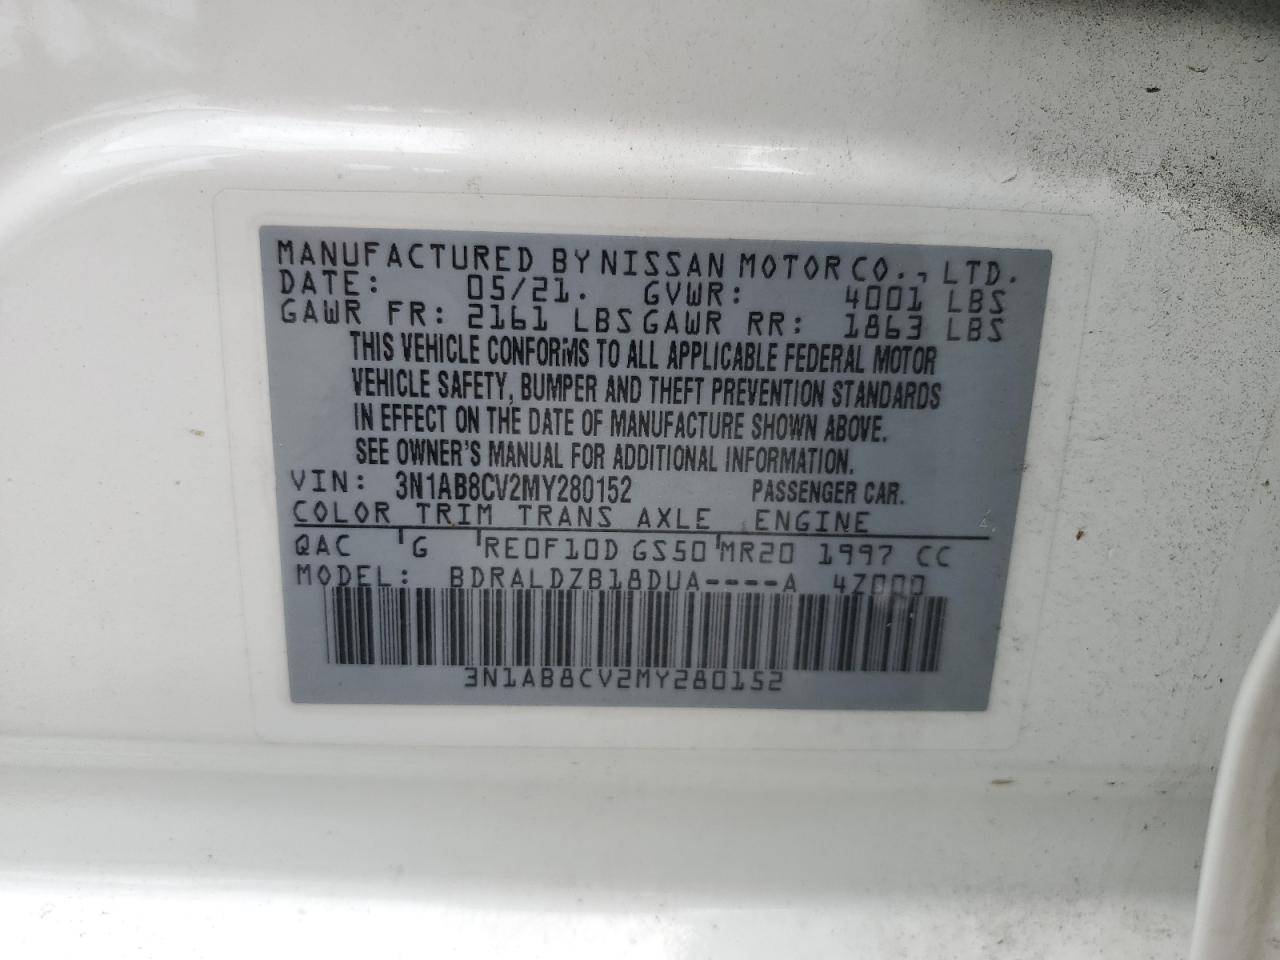 MANUFACTURED BY NISSAN MOTOR CO., LTD.
DATE: 05/21. GVWR: 4001 LBS
GAWR FR: 2161 LBS GAWR RR: 1863 LBS
THIS VEHICLE CONFORMS TO ALL APPLICABLE FEDERAL MOTOR
VEHICLE SAFETY, BUMPER AND THEFT PREVENTION STANDARDS
IN EFFECT ON THE DATE OF MANUFACTURE SHOWN ABOVE.
SEE OWNER'S MANUAL FOR ADDITIONAL INFORMATION.
VIN: 3N1AB8CV2MY280152 PASSENGER CAR.
COLOR TRIM TRANS AXLE ENGINE
QAC G RE0F10D GS50 MR20 1997 CC
MODEL: BDRALDZB18DUA----A 4Z000
3N1AB8CV2MY280152